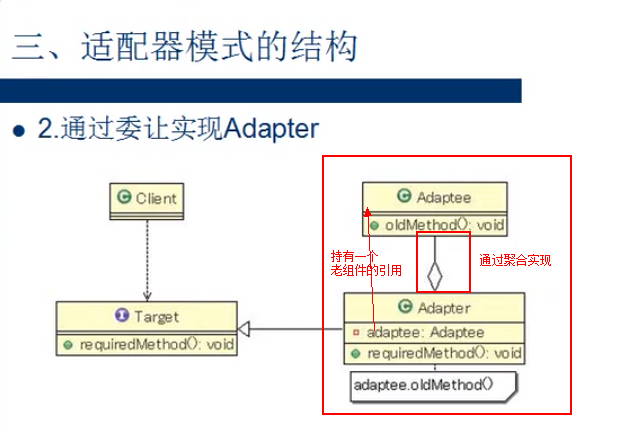 三、适配器模式的结构
2.通过委让实现Adapter
Client
Adaptee
oldMethod(): void
持有一个
老组件的引用
通过聚合实现
Target
requiredMethod(): void
Adapter
adaptee: Adaptee
requiredMethod(): void
adaptee.oldMethod()